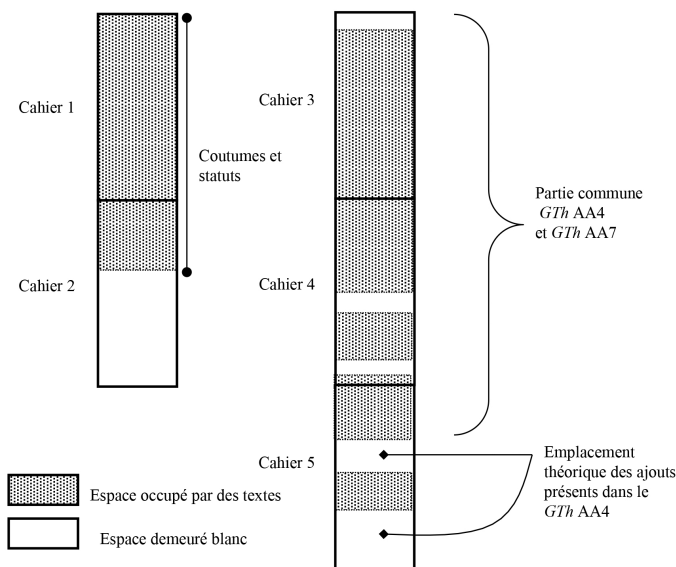 Cahier 1
Coutumes et
statuts
Cahier 2
Cahier 3
Partie commune
GTh AA4
et GTh AA7
Cahier 4
Cahier 5
Emplacement
théorique des ajouts
présents dans le
GTh AA4
Espace occupé par des textes
Espace demeuré blanc